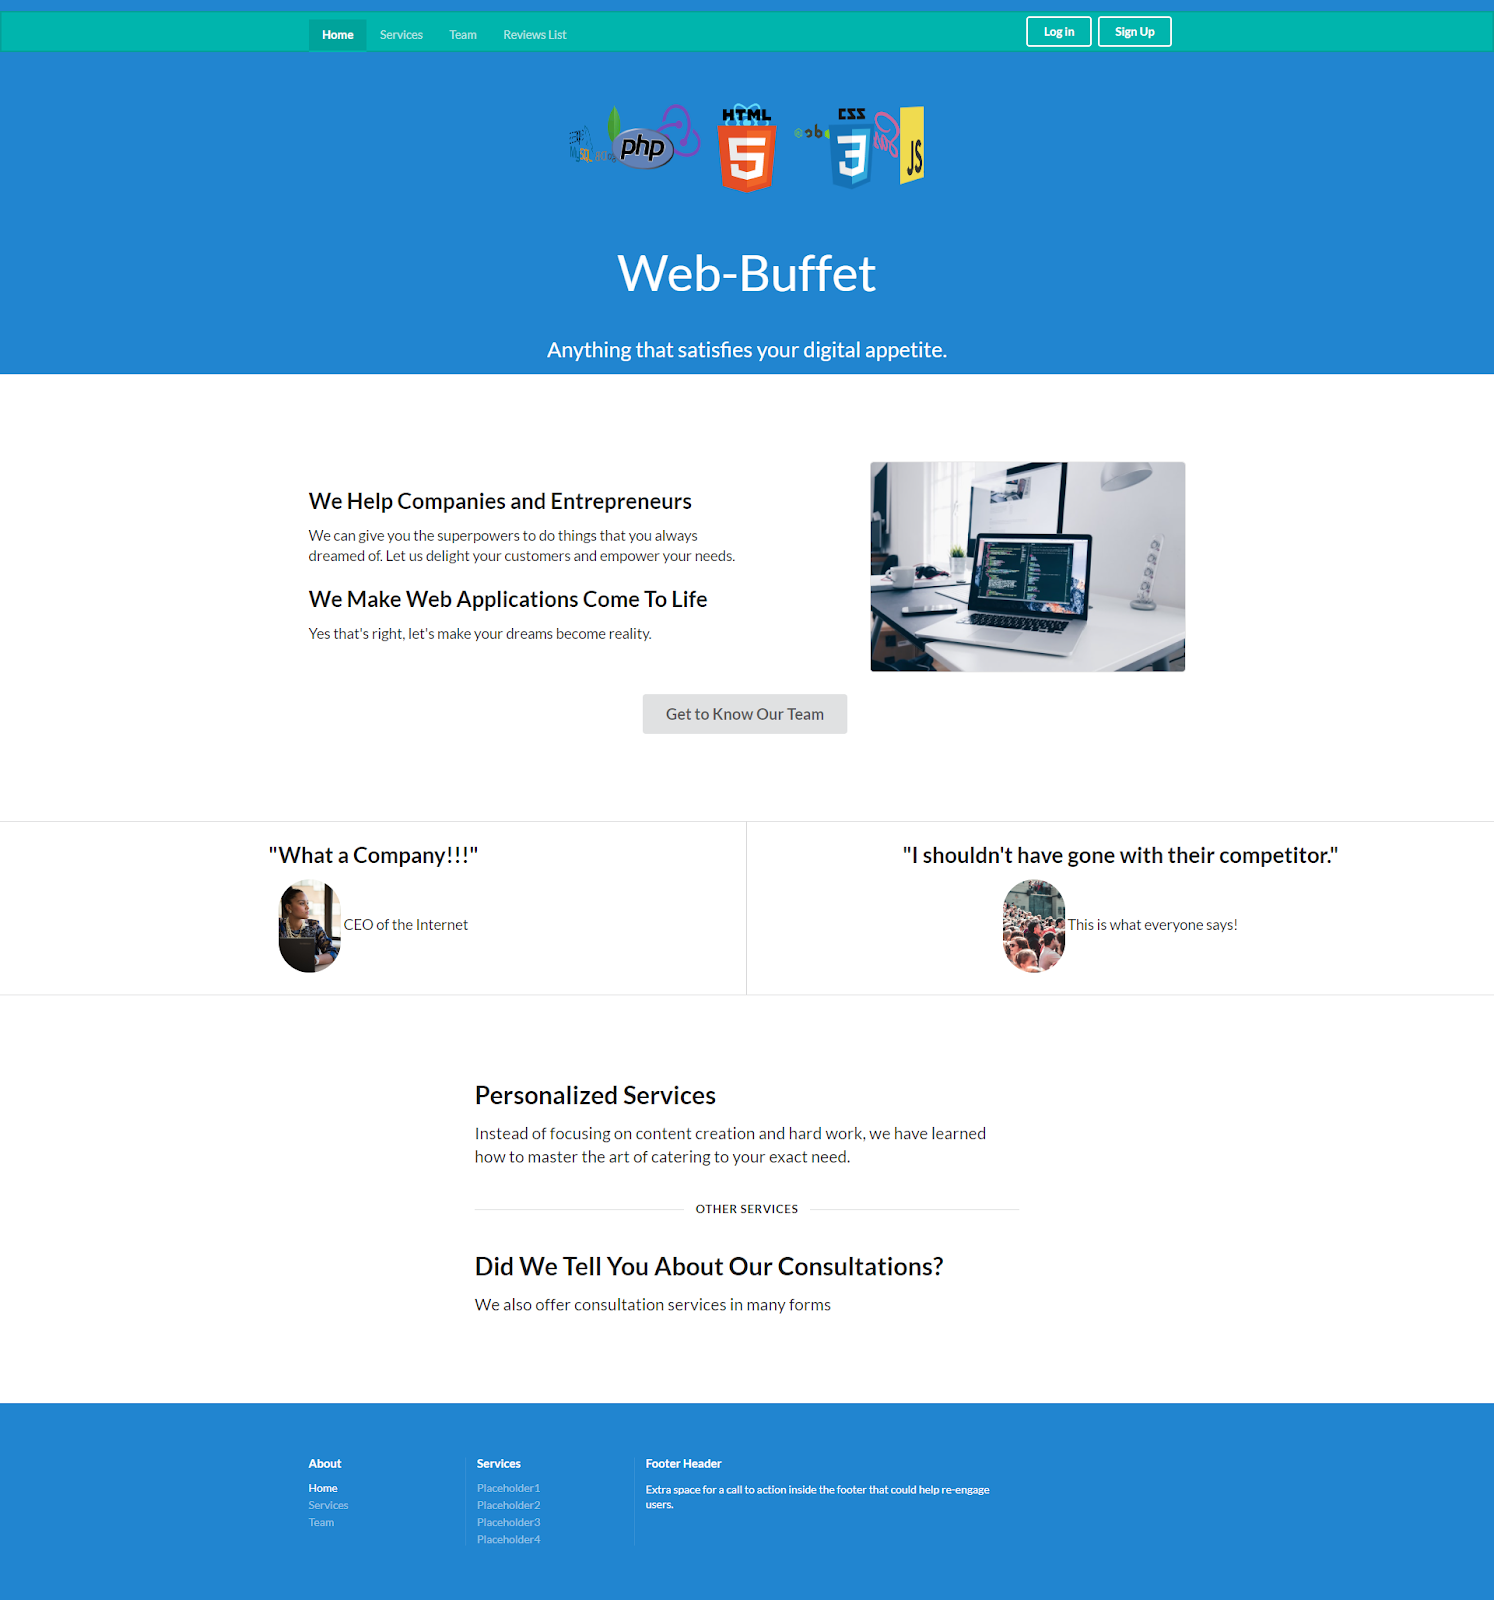 Home Services Team Reviews List Log in Sign Up
MySQL php HTML 5 CSS 3 JS
Web-Buffet
Anything that satisfies your digital appetite.
We Help Companies and Entrepreneurs
We can give you the superpowers to do things that you always
dreamed of. Let us delight your customers and empower your needs.
We Make Web Applications Come To Life
Yes that's right, let's make your dreams become reality.
Get to Know Our Team
"What a Company!!!"
CEO of the Internet
"I shouldn't have gone with their competitor."
This is what everyone says!
Personalized Services
Instead of focusing on content creation and hard work, we have learned
how to master the art of catering to your exact need.
OTHER SERVICES
Did We Tell You About Our Consultations?
We also offer consultation services in many forms
About
Home
Services
Team
Services
Placeholder1
Placeholder2
Placeholder3
Placeholder4
Footer Header
Extra space for a call to action inside the footer that could help re-engage
users.